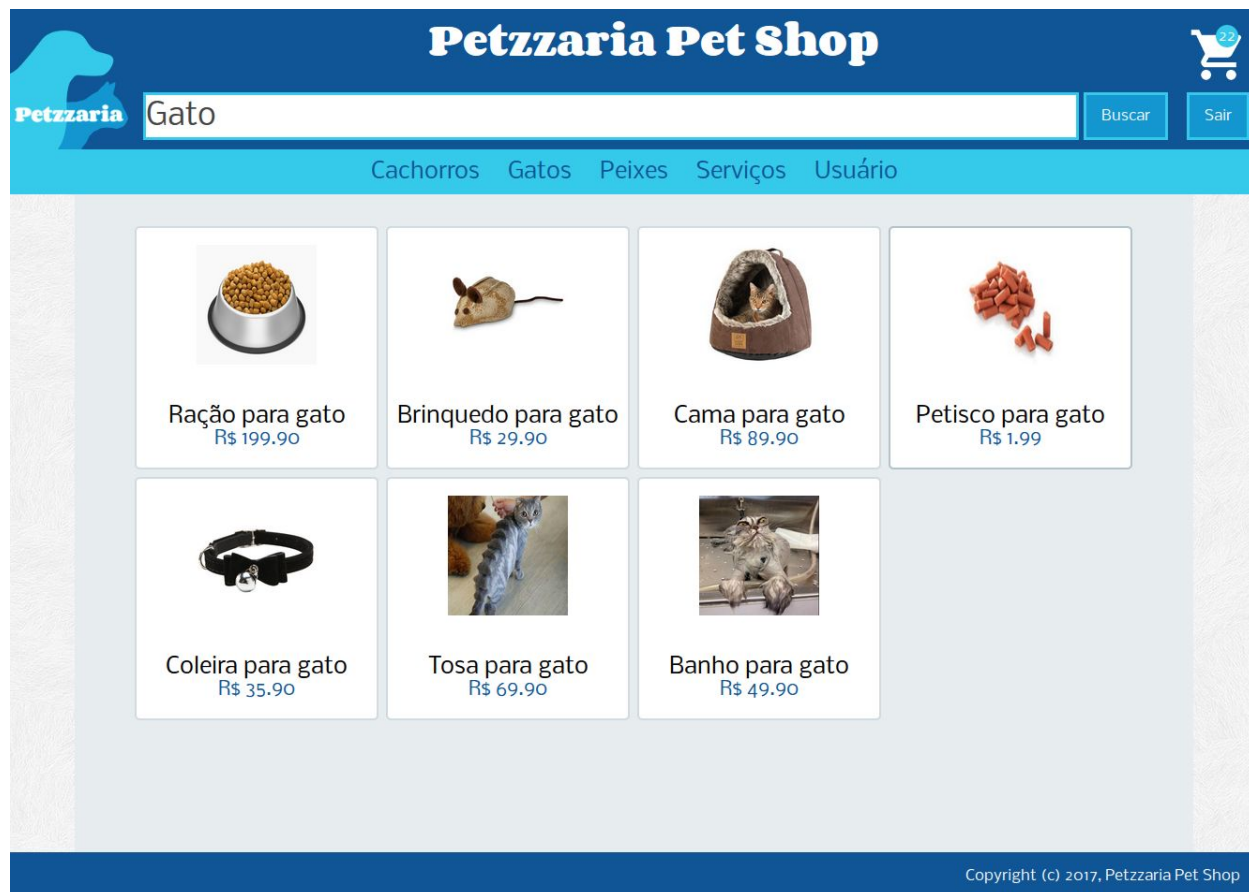 Petzzaria Pet Shop
22
Petzzaria
Gato
Buscar
Sair
Cachorros Gatos Peixes Serviços Usuário
Ração para gato
R$ 199.90
Brinquedo para gato
R$ 29.90
Cama para gato
R$ 89.90
Petisco para gato
R$ 1.99
Coleira para gato
R$ 35.90
Tosa para gato
R$ 69.90
Banho para gato
R$ 49.90
Copyright (c) 2017, Petzzaria Pet Shop